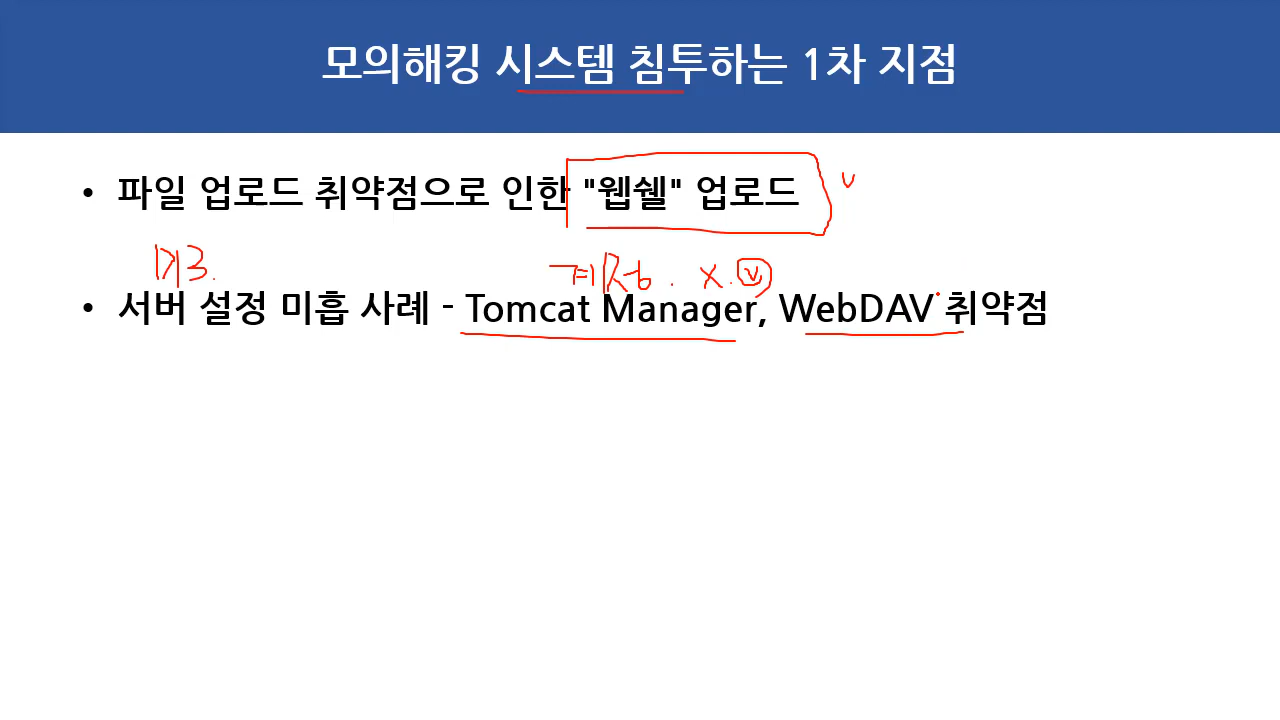 모의해킹 시스템 침투하는 1차 지점
• 파일 업로드 취약점으로 인한 "웹쉘" 업로드
• 서버 설정 미흡 사례 - Tomcat Manager, WebDAV 취약점